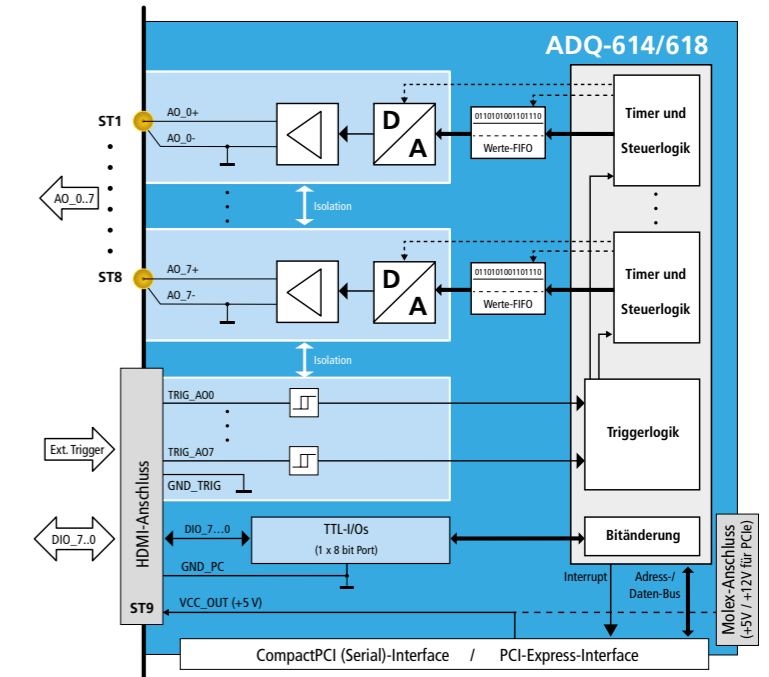 ADQ-614/618
ST1
AO_0+
AO_0-
D
A
0110101001101110
Werte-FIFO
Timer und
Steuerlogik
AO_0..7
Isolation
ST8
AO_7+
AO_7-
D
A
0110101001101110
Werte-FIFO
Timer und
Steuerlogik
Isolation
HDMI-Anschluss
TRIG_AO0
Ext. Trigger
TRIG_AO7
GND_TRIG
Triggerlogik
DIO_7..0
DIO_7...0
TTL-I/Os
(1 x 8 bit Port)
Bitänderung
GND_PC
Interrupt
Adress-/
Daten-Bus
Molex-Anschluss
(+5V / +12V für PCIe)
ST9
VCC_OUT (+5 V)
CompactPCI (Serial)-Interface / PCI-Express-Interface